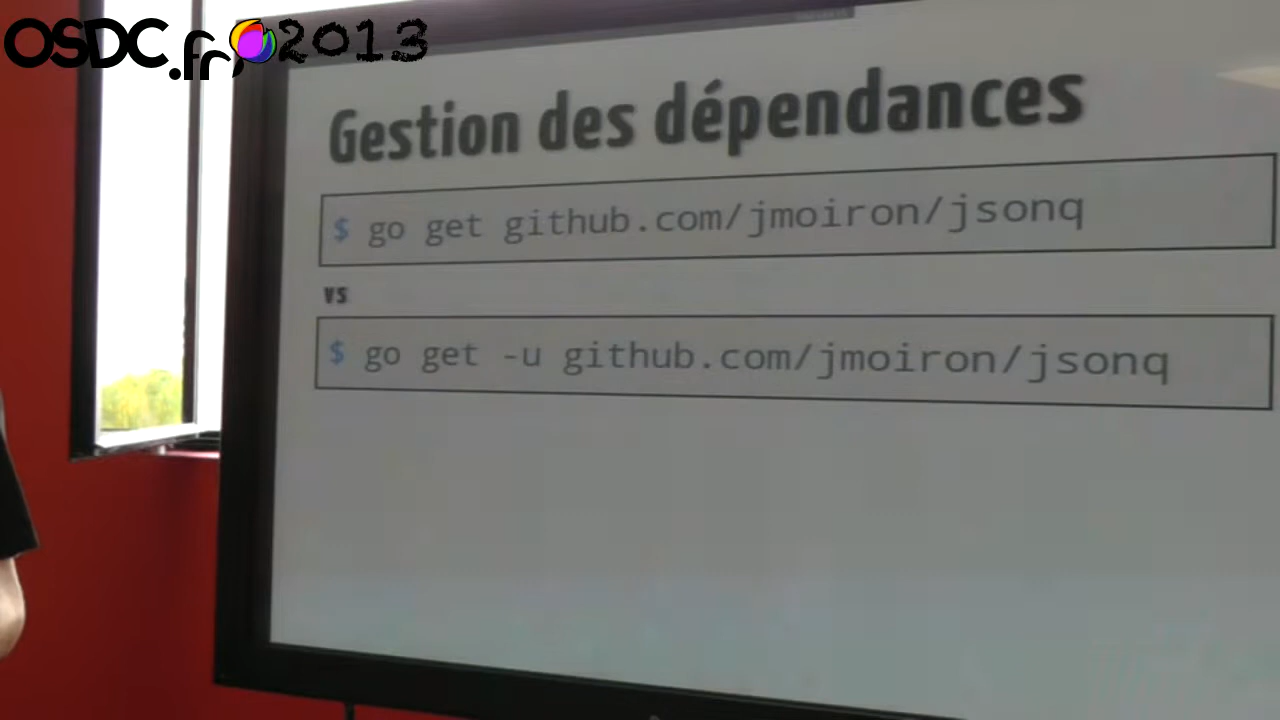 OSDC.fr, 2013
Gestion des dépendances
$ go get github.com/jmoiron/jsonq
vs
$ go get -u github.com/jmoiron/jsonq